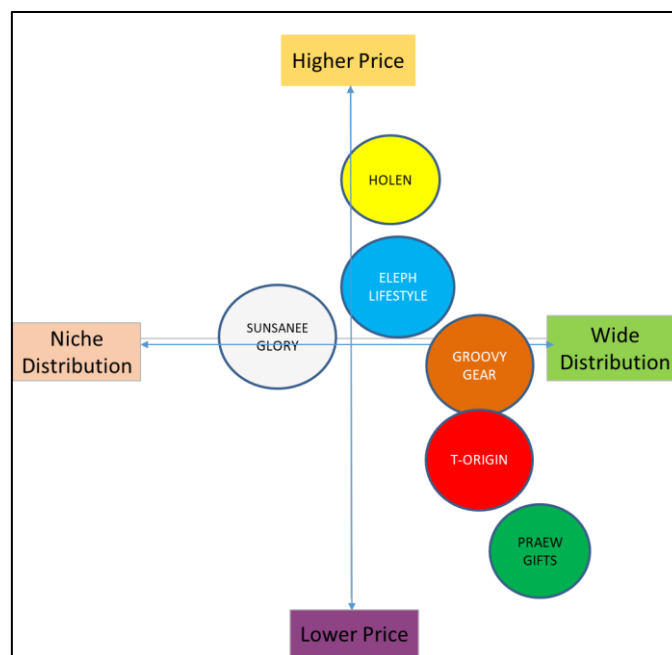 Higher Price
HOLEN
ELEPH
LIFESTYLE
SUNSANEE
GLORY
Niche
Distribution
Wide
Distribution
GROOVY
GEAR
T-ORIGIN
PRAEW
GIFTS
Lower Price